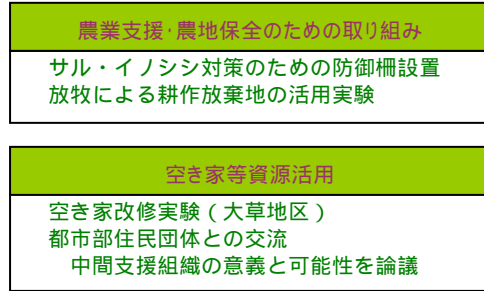 農業支援・農地保全のための取り組み
サル・イノシシ対策のための防御柵設置
放牧による耕作放棄地の活用実験
空き家等資源活用
空き家改修実験（大草地区）
都市部住民団体との交流
中間支援組織の意義と可能性を論議